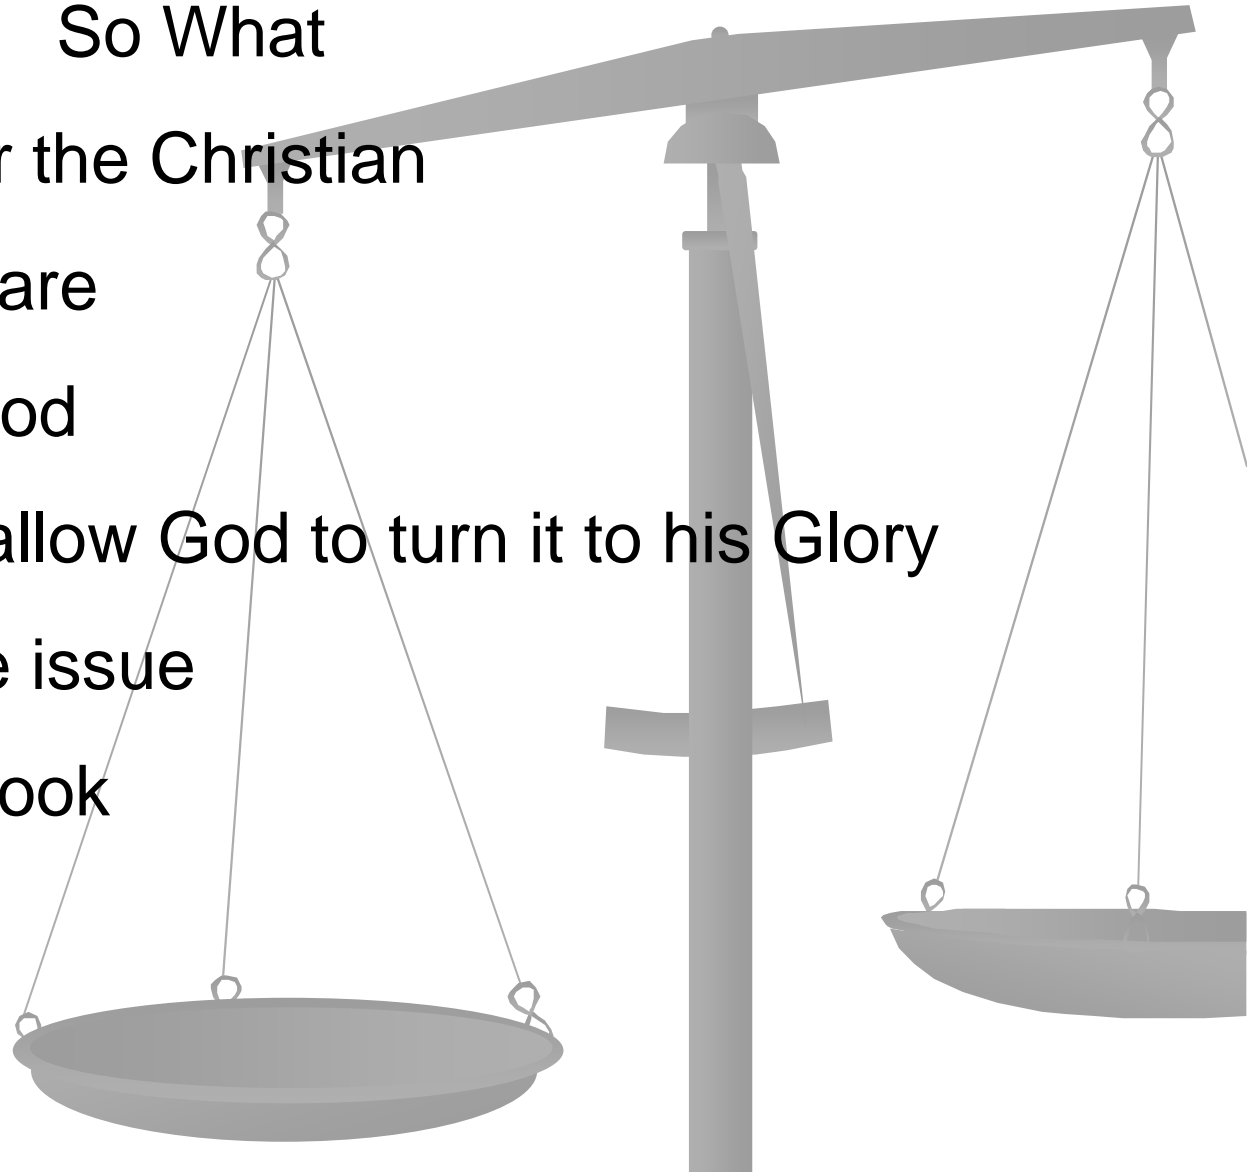 So What
r the Christian
are
od
allow God to turn it to his Glory
e issue
ook